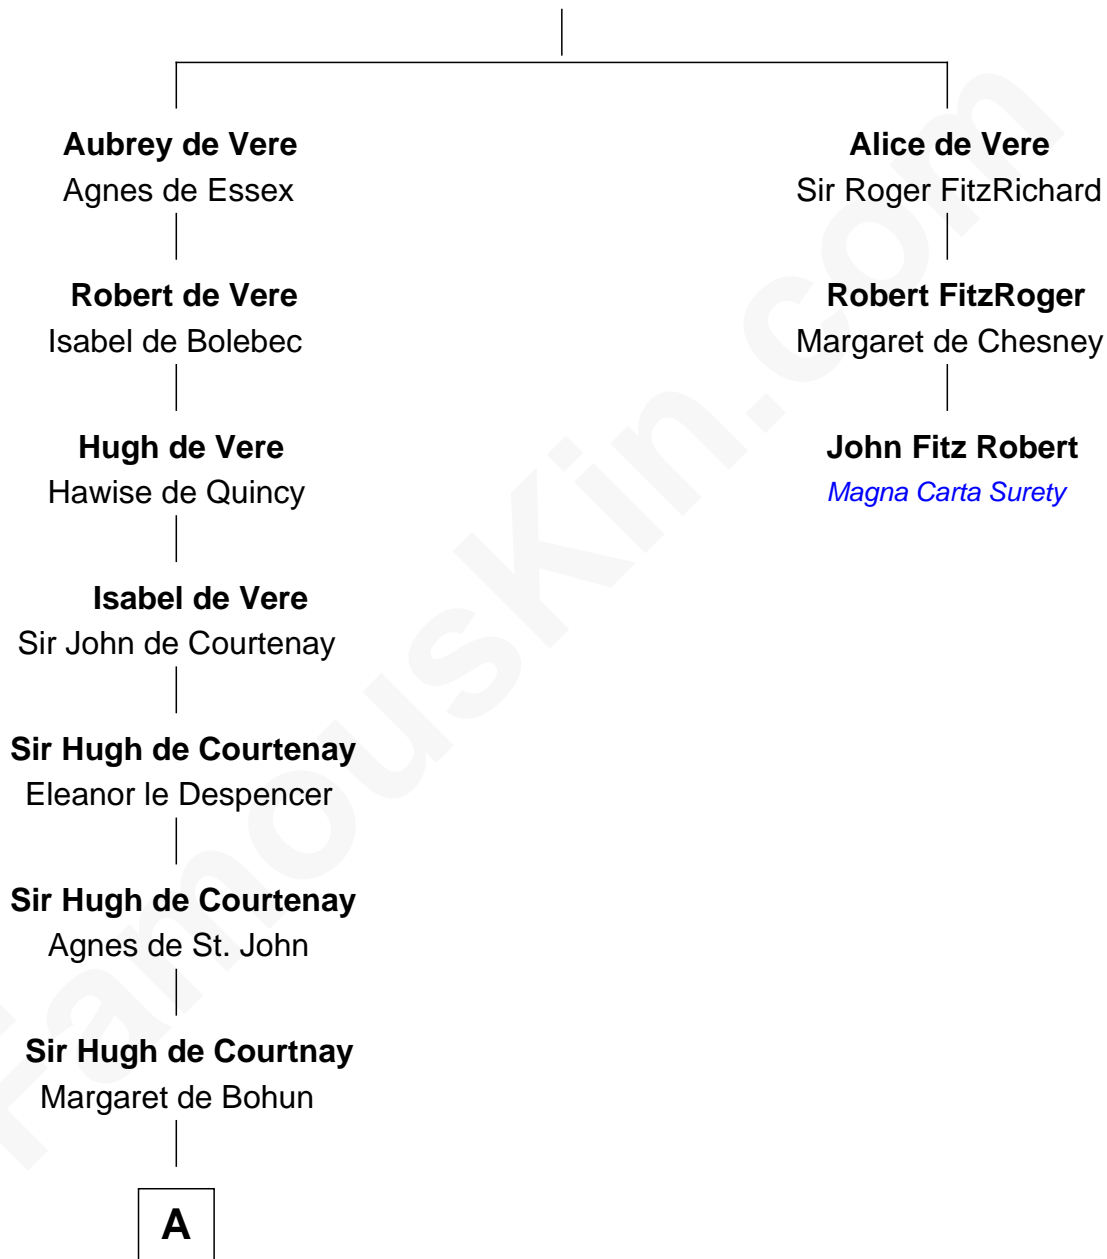 Aubrey de Vere
Agnes de Essex
Alice de Vere
Sir Roger FitzRichard
Robert de Vere
Isabel de Bolebec
Robert FitzRoger
Margaret de Chesney
Hugh de Vere
Hawise de Quincy
John Fitz Robert
Magna Carta Surety
Isabel de Vere
Sir John de Courtenay
Sir Hugh de Courtenay
Eleanor le Despencer
Sir Hugh de Courtenay
Agnes de St. John
Sir Hugh de Courtnay
Margaret de Bohun
A
FamousKin.com